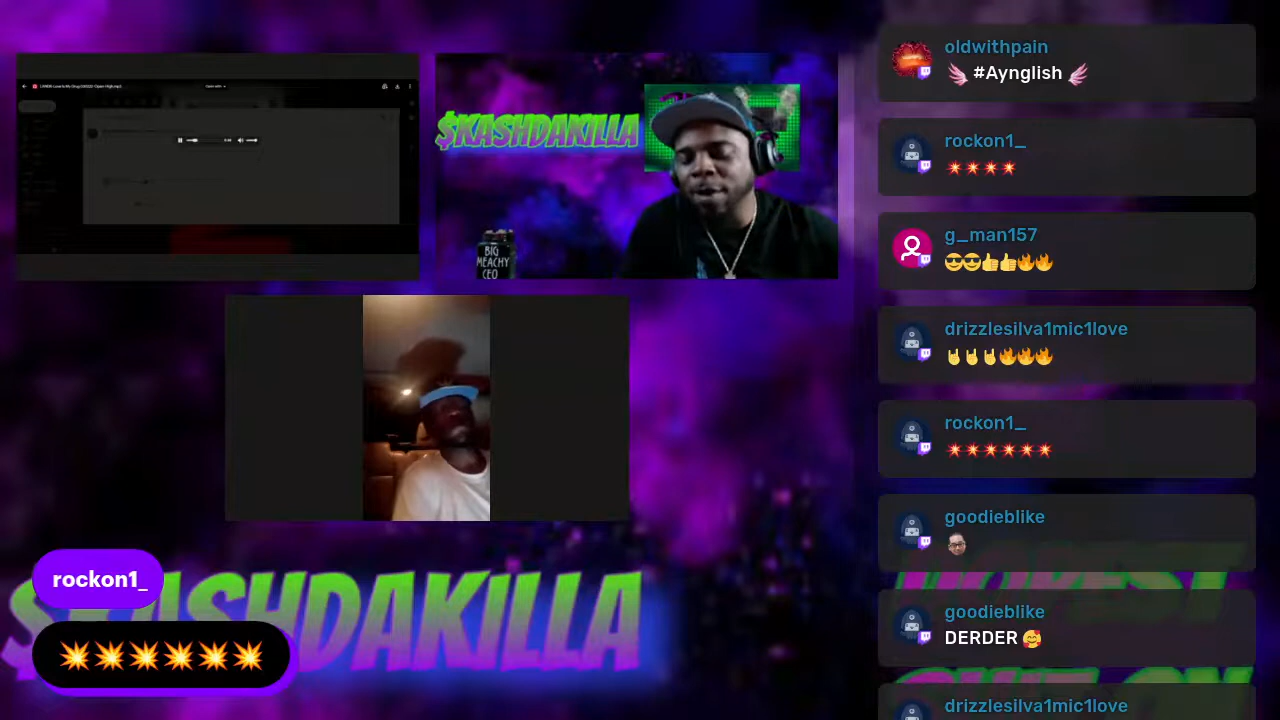 $KASHDAKILLA
BIG
MEACHY
CEO
rockon1_
💥💥💥💥💥💥
$KASHDAKILLA
oldwithpain
#Aynglish
rockon1_
💥💥💥💥
g_man157
😎😎👍👍🔥🔥
drizzlesilva1mic1love
🤘🤘🤘🔥🔥🔥
rockon1_
💥💥💥💥💥💥
goodieblike
goodieblike
DERDER 🥰
drizzlesilva1mic1love